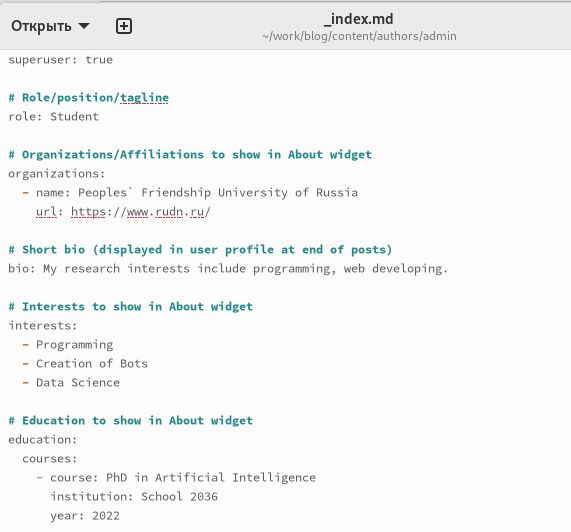 Открыть
_index.md
~/work/blog/content/authors/admin
superuser: true
# Role/position/tagline
role: Student
# Organizations/Affiliations to show in About widget
organizations:
- name: Peoples` Friendship University of Russia
url: https://www.rudn.ru/
# Short bio (displayed in user profile at end of posts)
bio: My research interests include programming, web developing.
# Interests to show in About widget
interests:
- Programming
- Creation of Bots
- Data Science
# Education to show in About widget
education:
courses:
- course: PhD in Artificial Intelligence
institution: School 2036
year: 2022